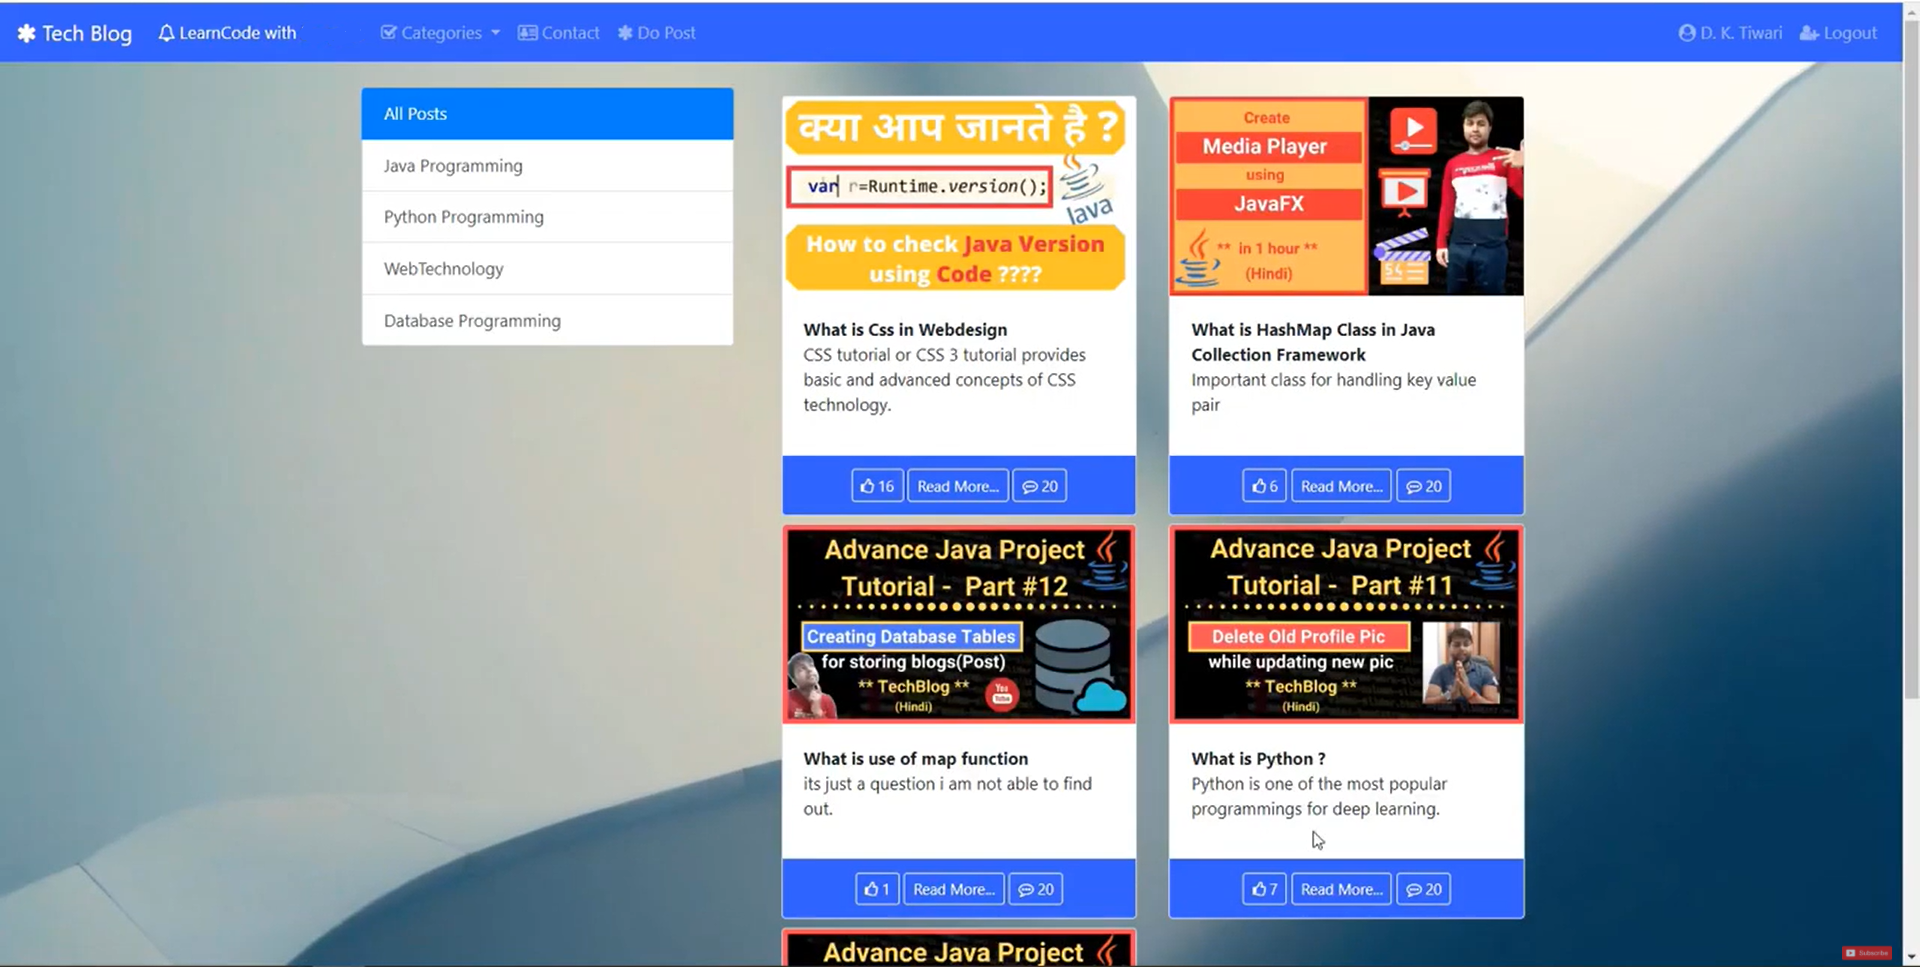 Tech Blog
LearnCode with
Categories
Contact
Do Post
D. K. Tiwari
Logout
All Posts
Java Programming
Python Programming
WebTechnology
Database Programming
क्या आप जानते है ?
var r=Runtime.version();
Java
How to check Java Version
using Code ????
What is Css in Webdesign
CSS tutorial or CSS 3 tutorial provides
basic and advanced concepts of CSS
technology.
16
Read More...
20
Create
Media Player
using
JavaFX
** in 1 hour **
(Hindi)
What is HashMap Class in Java
Collection Framework
Important class for handling key value
pair
6
Read More...
20
Advance Java Project
Tutorial - Part #12
Creating Database Tables
for storing blogs(Post)
** TechBlog **
(Hindi)
You
Tube
What is use of map function
its just a question i am not able to find
out.
1
Read More...
20
Advance Java Project
Tutorial - Part #11
Delete Old Profile Pic
while updating new pic
** TechBlog **
(Hindi)
What is Python ?
Python is one of the most popular
programmings for deep learning.
7
Read More...
20
Advance Java Project
Subscribe